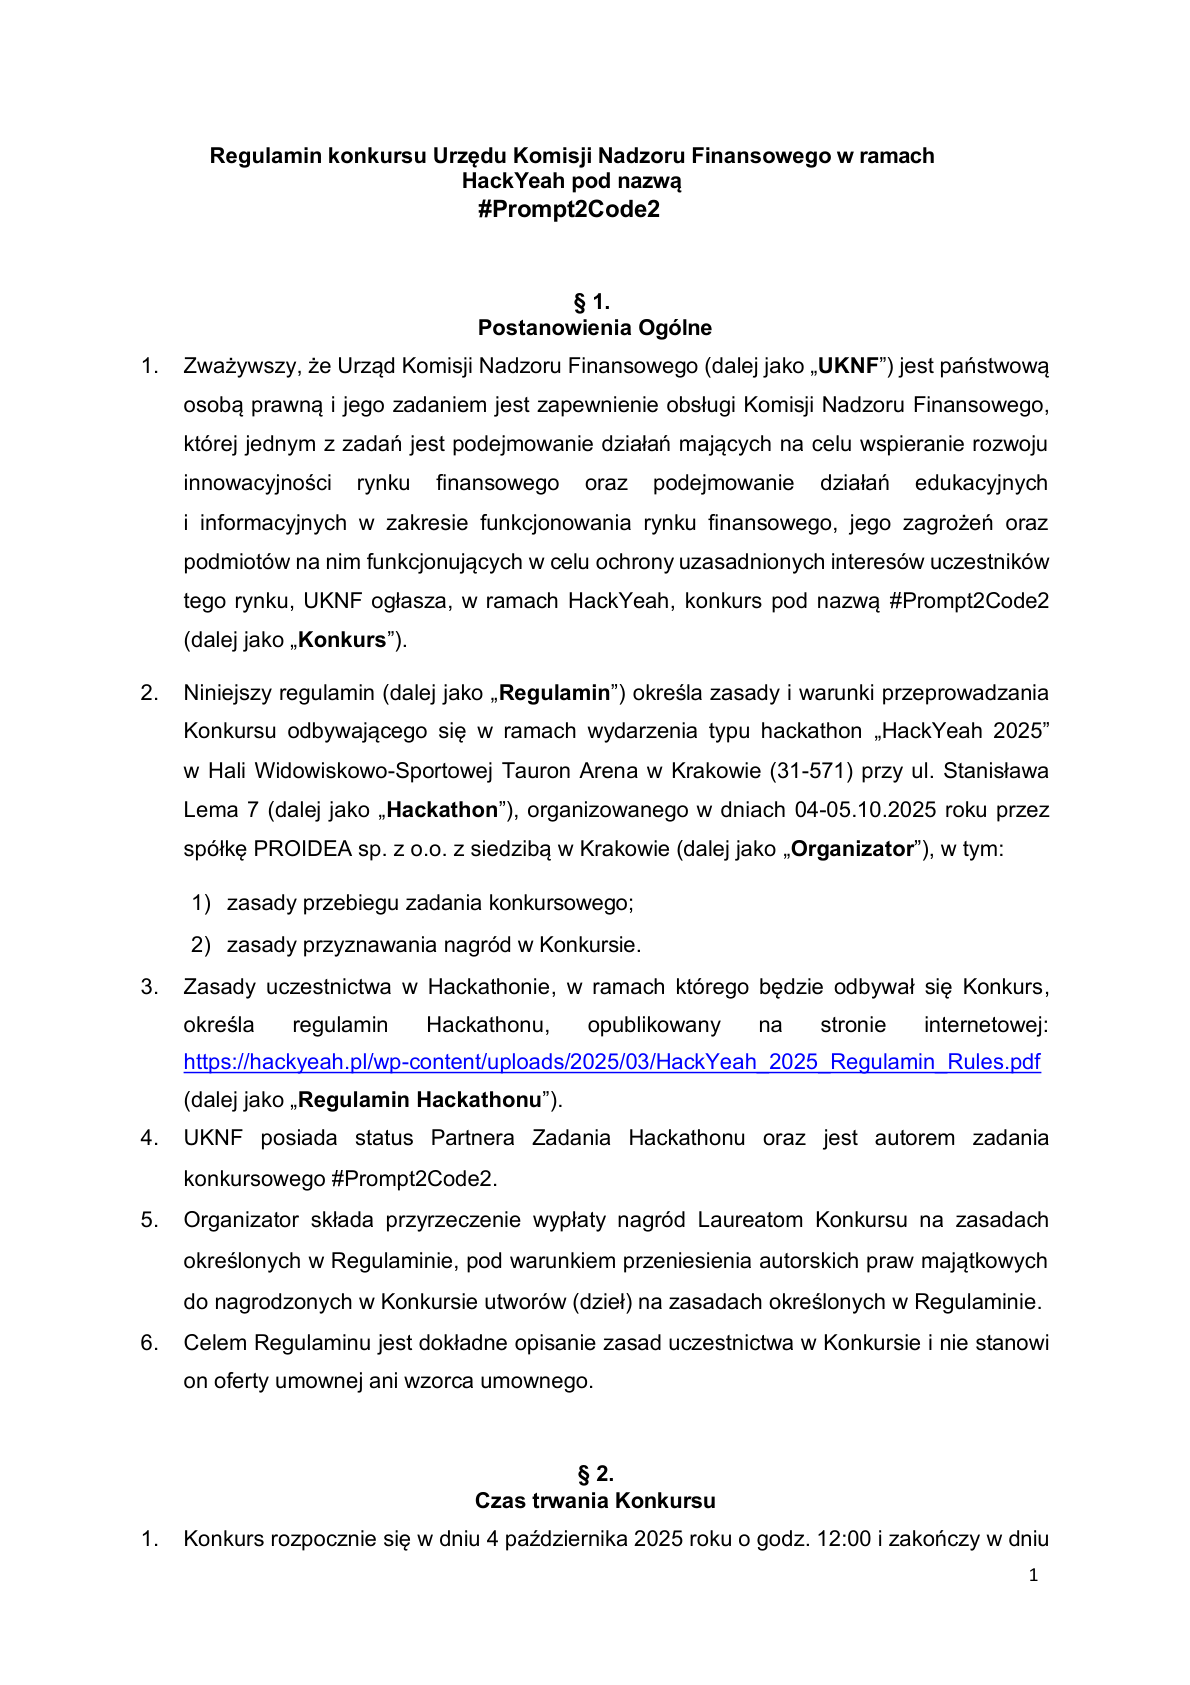 Regulamin konkursu Urzędu Komisji Nadzoru Finansowego w ramach
HackYeah pod nazwą
#Prompt2Code2
§ 1.
Postanowienia Ogólne
1. Zważywszy, że Urząd Komisji Nadzoru Finansowego (dalej jako „UKNF”) jest państwową
osobą prawną i jego zadaniem jest zapewnienie obsługi Komisji Nadzoru Finansowego,
której jednym z zadań jest podejmowanie działań mających na celu wspieranie rozwoju
innowacyjności rynku finansowego oraz podejmowanie działań edukacyjnych
i informacyjnych w zakresie funkcjonowania rynku finansowego, jego zagrożeń oraz
podmiotów na nim funkcjonujących w celu ochrony uzasadnionych interesów uczestników
tego rynku, UKNF ogłasza, w ramach HackYeah, konkurs pod nazwą #Prompt2Code2
(dalej jako „Konkurs”).
2. Niniejszy regulamin (dalej jako „Regulamin”) określa zasady i warunki przeprowadzania
Konkursu odbywającego się w ramach wydarzenia typu hackathon „HackYeah 2025”
w Hali Widowiskowo-Sportowej Tauron Arena w Krakowie (31-571) przy ul. Stanisława
Lema 7 (dalej jako „Hackathon”), organizowanego w dniach 04-05.10.2025 roku przez
spółkę PROIDEA sp. z o.o. z siedzibą w Krakowie (dalej jako „Organizator”), w tym:
1) zasady przebiegu zadania konkursowego;
2) zasady przyznawania nagród w Konkursie.
3. Zasady uczestnictwa w Hackathonie, w ramach którego będzie odbywał się Konkurs,
określa regulamin Hackathonu, opublikowany na stronie internetowej:
https://hackyeah.pl/wp-content/uploads/2025/03/HackYeah_2025_Regulamin_Rules.pdf
(dalej jako „Regulamin Hackathonu”).
4. UKNF posiada status Partnera Zadania Hackathonu oraz jest autorem zadania
konkursowego #Prompt2Code2.
5. Organizator składa przyrzeczenie wypłaty nagród Laureatom Konkursu na zasadach
określonych w Regulaminie, pod warunkiem przeniesienia autorskich praw majątkowych
do nagrodzonych w Konkursie utworów (dzieł) na zasadach określonych w Regulaminie.
6. Celem Regulaminu jest dokładne opisanie zasad uczestnictwa w Konkursie i nie stanowi
on oferty umownej ani wzorca umownego.
§ 2.
Czas trwania Konkursu
1. Konkurs rozpocznie się w dniu 4 października 2025 roku o godz. 12:00 i zakończy w dniu
1